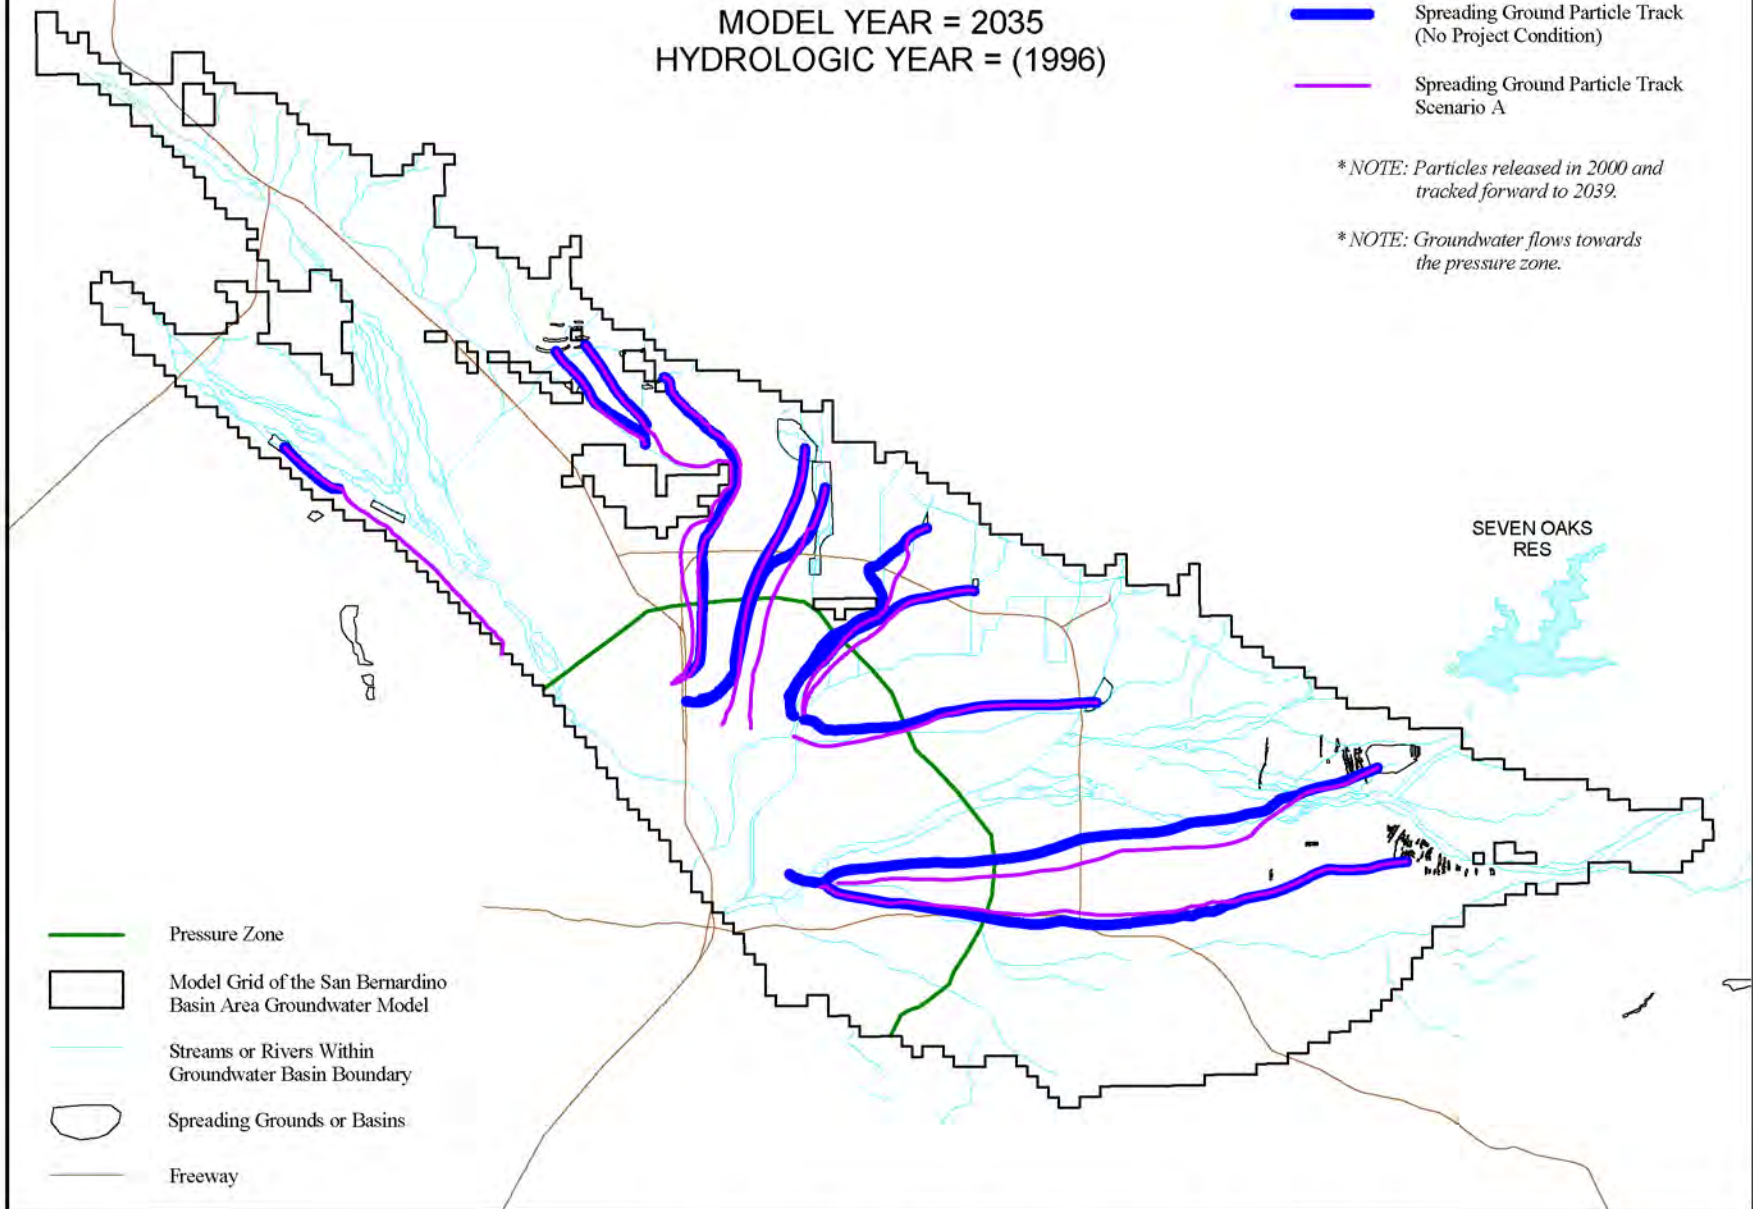 MODEL YEAR = 2035
HYDROLOGIC YEAR = (1996)
Spreading Ground Particle Track
(No Project Condition)
Spreading Ground Particle Track
Scenario A
* NOTE: Particles released in 2000 and
tracked forward to 2039.
* NOTE: Groundwater flows towards
the pressure zone.
SEVEN OAKS
RES
Pressure Zone
Model Grid of the San Bernardino
Basin Area Groundwater Model
Streams or Rivers Within
Groundwater Basin Boundary
Spreading Grounds or Basins
Freeway